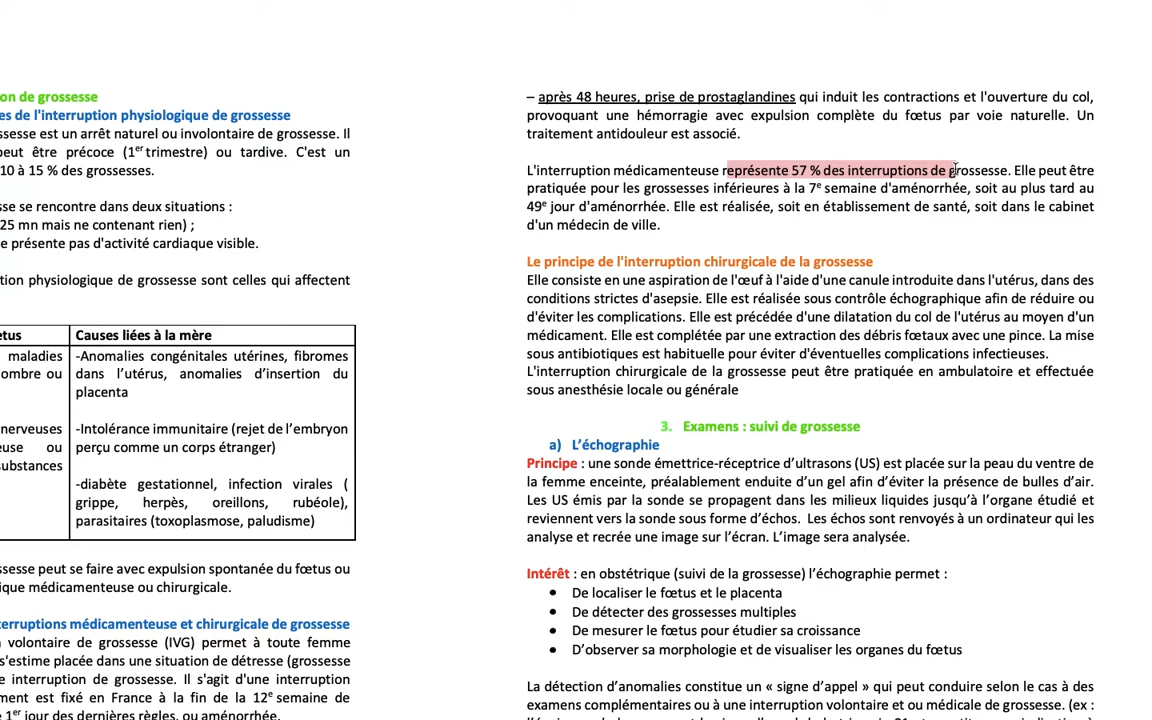 on de grossesse
es de l'interruption physiologique de grossesse
ssesse est un arrêt naturel ou involontaire de grossesse. Il
peut être précoce (1er trimestre) ou tardive. C'est un
10 à 15 % des grossesses.
sse se rencontre dans deux situations :
25 mn mais ne contenant rien) ;
e présente pas d'activité cardiaque visible.
tion physiologique de grossesse sont celles qui affectent
etus Causes liées à la mère
maladies -Anomalies congénitales utérines, fibromes
ombre ou dans l’utérus, anomalies d’insertion du
placenta
nerveuses -Intolérance immunitaire (rejet de l’embryon
euse ou perçu comme un corps étranger)
substances
-diabète gestationnel, infection virales (
grippe, herpès, oreillons, rubéole),
parasitaires (toxoplasmose, paludisme)
ssesse peut se faire avec expulsion spontanée du fœtus ou
ique médicamenteuse ou chirurgicale.
terruptions médicamenteuse et chirurgicale de grossesse
n volontaire de grossesse (IVG) permet à toute femme
s'estime placée dans une situation de détresse (grossesse
e interruption de grossesse. Il s'agit d'une interruption
ment est fixé en France à la fin de la 12e semaine de
1er jour des dernières règles, ou aménorrhée.
– après 48 heures, prise de prostaglandines qui induit les contractions et l'ouverture du col,
provoquant une hémorragie avec expulsion complète du fœtus par voie naturelle. Un
traitement antidouleur est associé.
L'interruption médicamenteuse représente 57 % des interruptions de grossesse. Elle peut être
pratiquée pour les grossesses inférieures à la 7e semaine d'aménorrhée, soit au plus tard au
49e jour d'aménorrhée. Elle est réalisée, soit en établissement de santé, soit dans le cabinet
d'un médecin de ville.
Le principe de l'interruption chirurgicale de la grossesse
Elle consiste en une aspiration de l'œuf à l'aide d'une canule introduite dans l'utérus, dans des
conditions strictes d'asepsie. Elle est réalisée sous contrôle échographique afin de réduire ou
d'éviter les complications. Elle est précédée d'une dilatation du col de l'utérus au moyen d'un
médicament. Elle est complétée par une extraction des débris fœtaux avec une pince. La mise
sous antibiotiques est habituelle pour éviter d'éventuelles complications infectieuses.
L'interruption chirurgicale de la grossesse peut être pratiquée en ambulatoire et effectuée
sous anesthésie locale ou générale
3. Examens : suivi de grossesse
a) L’échographie
Principe : une sonde émettrice-réceptrice d’ultrasons (US) est placée sur la peau du ventre de
la femme enceinte, préalablement enduite d’un gel afin d’éviter la présence de bulles d’air.
Les US émis par la sonde se propagent dans les milieux liquides jusqu’à l’organe étudié et
reviennent vers la sonde sous forme d’échos. Les échos sont renvoyés à un ordinateur qui les
analyse et recrée une image sur l’écran. L’image sera analysée.
Intérêt : en obstétrique (suivi de la grossesse) l’échographie permet :
• De localiser le fœtus et le placenta
• De détecter des grossesses multiples
• De mesurer le fœtus pour étudier sa croissance
• D’observer sa morphologie et de visualiser les organes du fœtus
La détection d’anomalies constitue un « signe d’appel » qui peut conduire selon le cas à des
examens complémentaires ou à une interruption volontaire et ou médicale de grossesse. (ex :